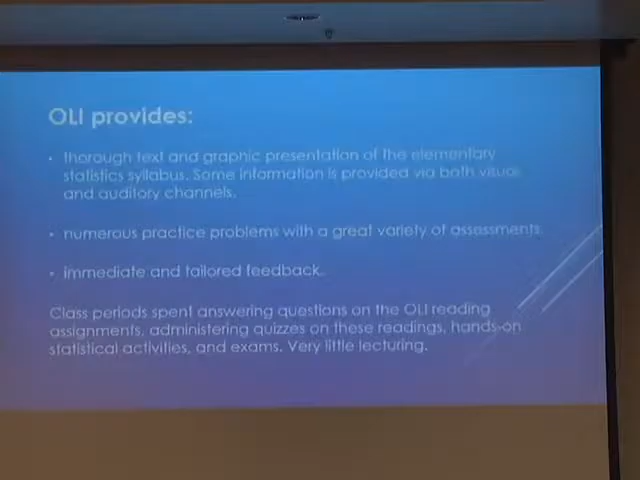 OLI provides:
• thorough text and graphic presentation of the elementary
statistics syllabus. Some information is provided via both visual
and auditory channels.
• numerous practice problems with a great variety of assessments.
• immediate and tailored feedback.
Class periods spent answering questions on the OLI reading
assignments, administering quizzes on these readings, hands-on
statistical activities, and exams. Very little lecturing.